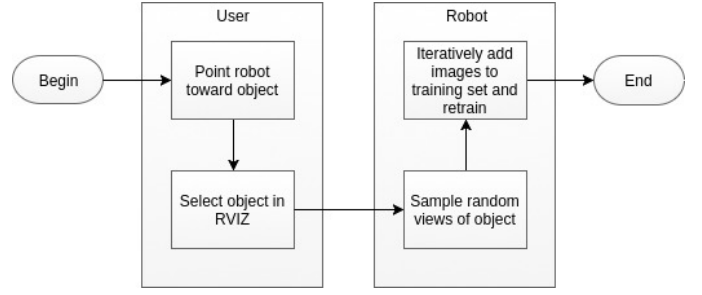 User
Robot
Begin
Point robot
toward object
Select object in
RVIZ
Sample random
views of object
Iteratively add
images to
training set and
retrain
End